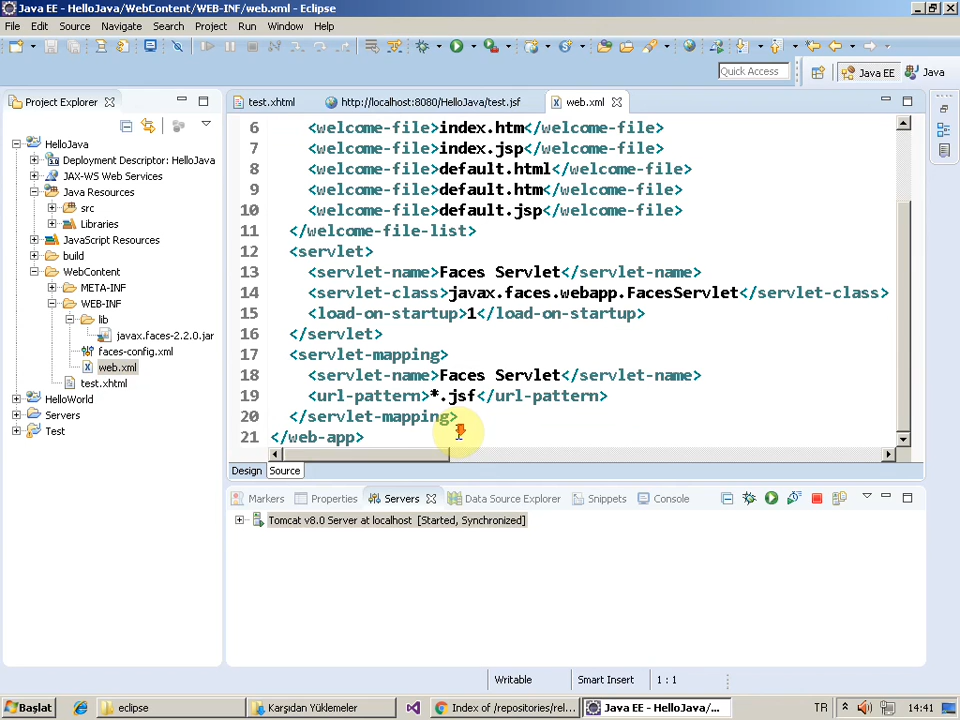 Java EE - HelloJava/WebContent/WEB-INF/web.xml - Eclipse
File Edit Source Navigate Search Project Run Window Help
Quick Access
Java EE
Java
Project Explorer
test.xhtml
http://localhost:8080/HelloJava/test.jsf
web.xml
HelloJava
Deployment Descriptor: HelloJava
JAX-WS Web Services
Java Resources
src
Libraries
JavaScript Resources
build
WebContent
META-INF
WEB-INF
lib
javax.faces-2.2.0.jar
faces-config.xml
web.xml
test.xhtml
HelloWorld
Servers
Test
6 <welcome-file>index.htm</welcome-file>
7 <welcome-file>index.jsp</welcome-file>
8 <welcome-file>default.html</welcome-file>
9 <welcome-file>default.htm</welcome-file>
10 <welcome-file>default.jsp</welcome-file>
11 </welcome-file-list>
12 <servlet>
13 <servlet-name>Faces Servlet</servlet-name>
14 <servlet-class>javax.faces.webapp.FacesServlet</servlet-class>
15 <load-on-startup>1</load-on-startup>
16 </servlet>
17 <servlet-mapping>
18 <servlet-name>Faces Servlet</servlet-name>
19 <url-pattern>*.jsf</url-pattern>
20 </servlet-mapping>
21 </web-app>
Design Source
Markers Properties Servers Data Source Explorer Snippets Console
Tomcat v8.0 Server at localhost [Started, Synchronized]
Writable Smart Insert 1 : 1
Başlat eclipse Karşıdan Yüklemeler Index of /repositories/rel... Java EE - HelloJava/... TR 14:41